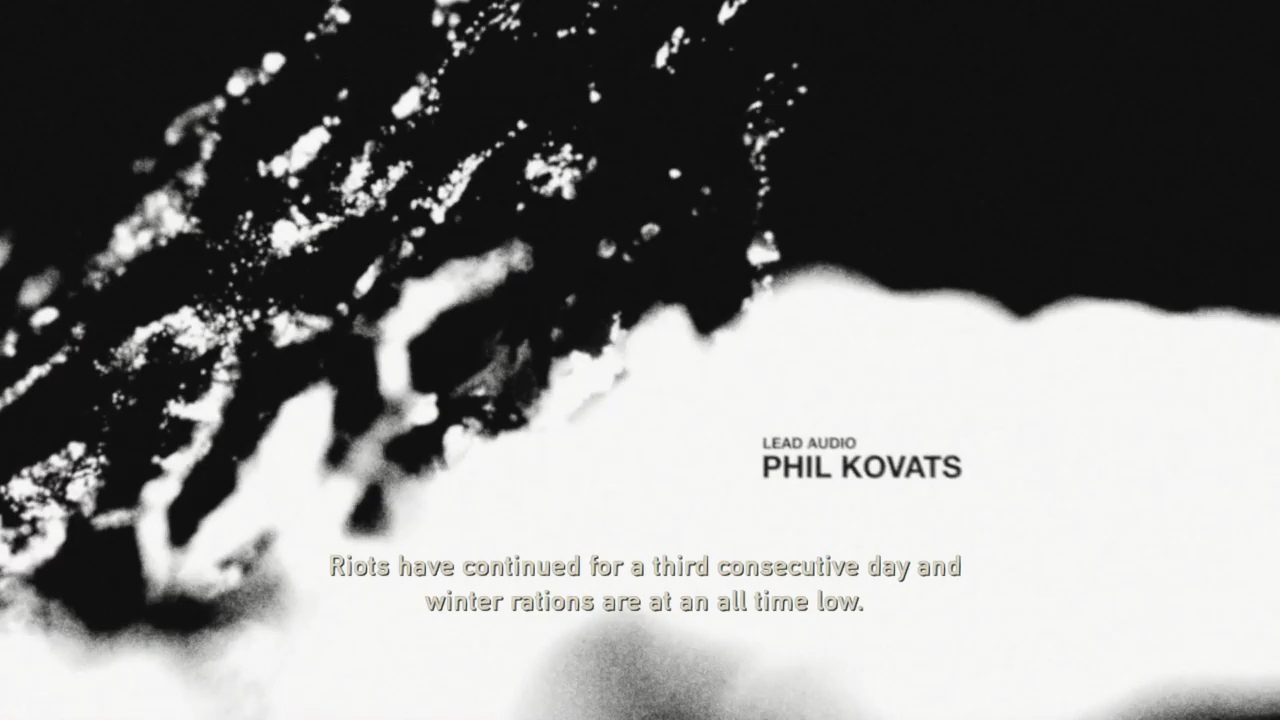 LEAD AUDIO
PHIL KOVATS
Riots have continued for a third consecutive day and
winter rations are at an all time low.